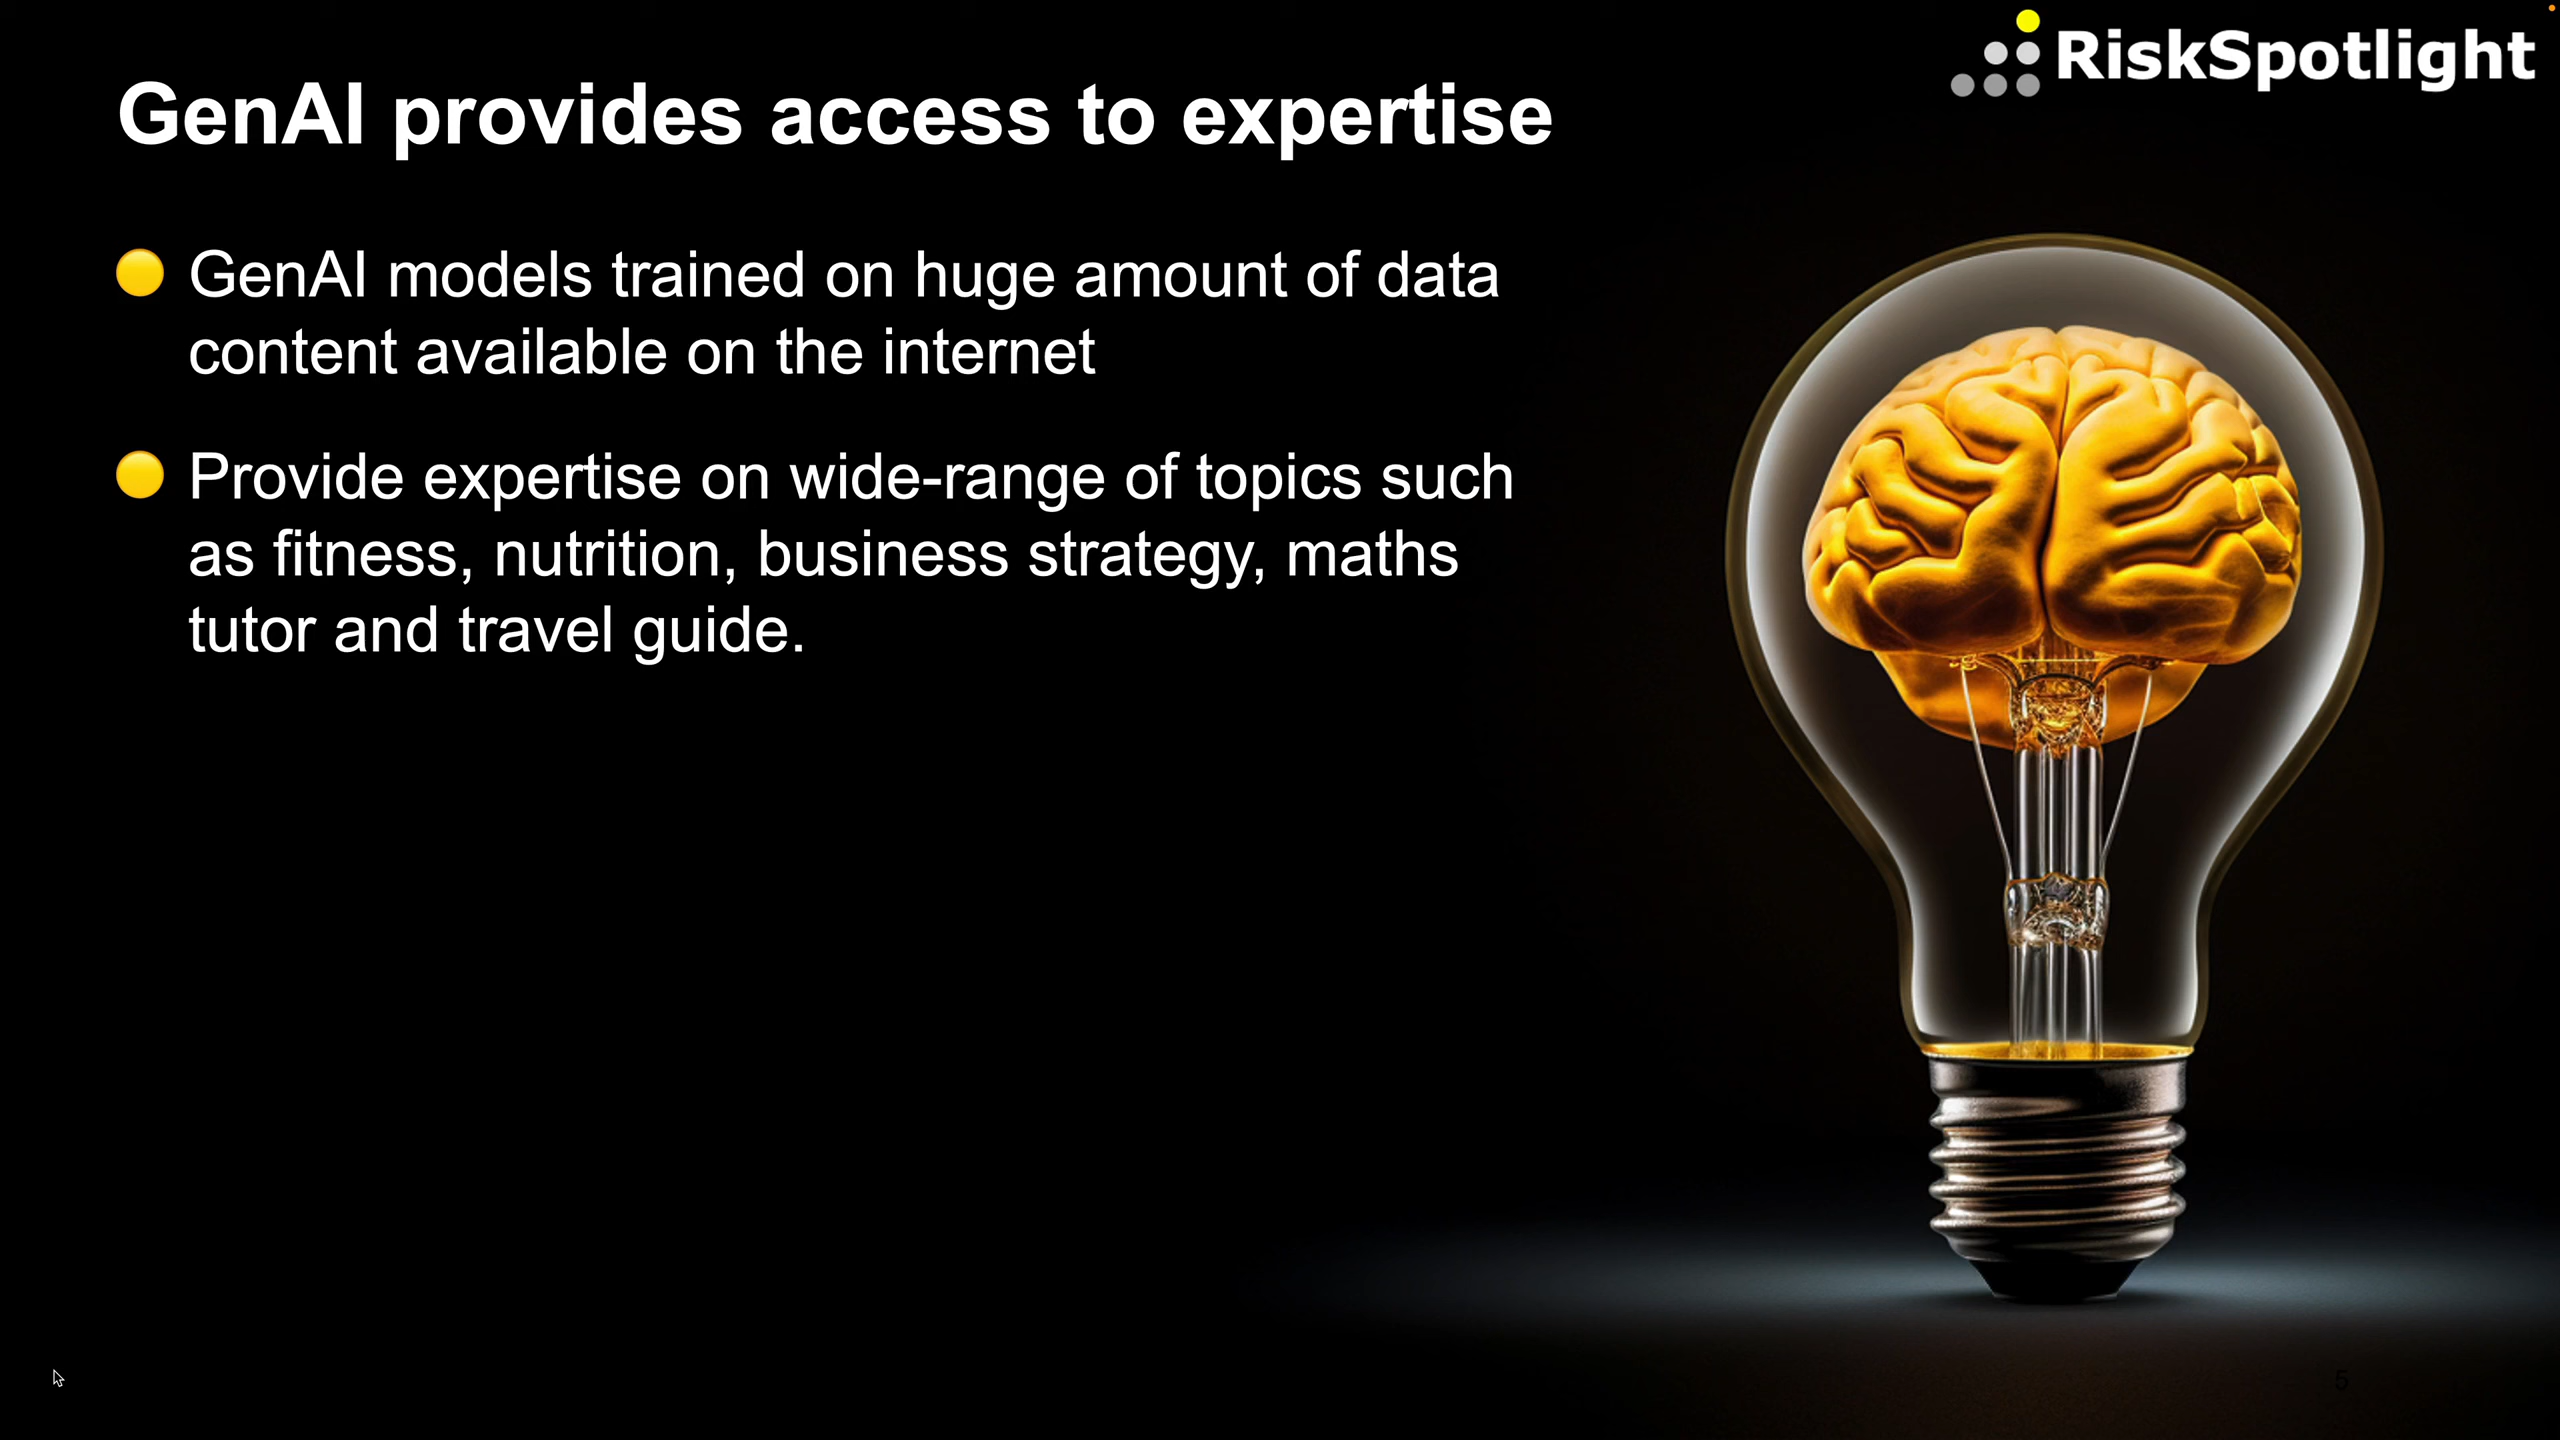 RiskSpotlight
GenAI provides access to expertise
GenAI models trained on huge amount of data
content available on the internet
Provide expertise on wide-range of topics such
as fitness, nutrition, business strategy, maths
tutor and travel guide.
5